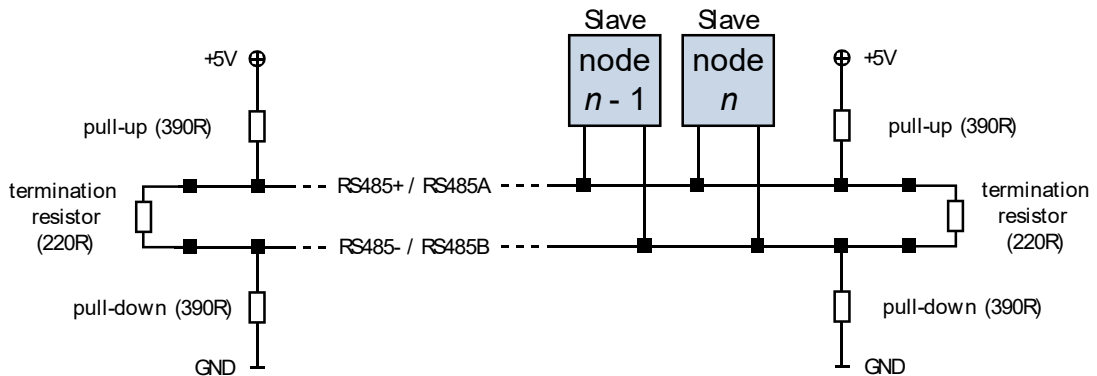 Slave
Slave
node
n - 1
node
n
+5V
+5V
pull-up (390R)
pull-up (390R)
RS485+ / RS485A
termination
resistor
(220R)
termination
resistor
(220R)
RS485- / RS485B
pull-down (390R)
pull-down (390R)
GND
GND